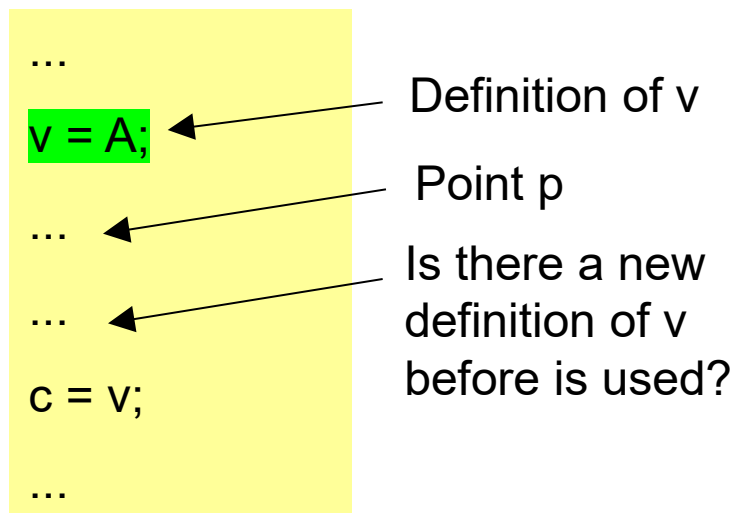 ...
v = A;
Definition of v
...
Point p
...
Is there a new
definition of v
before is used?
c = v;
...